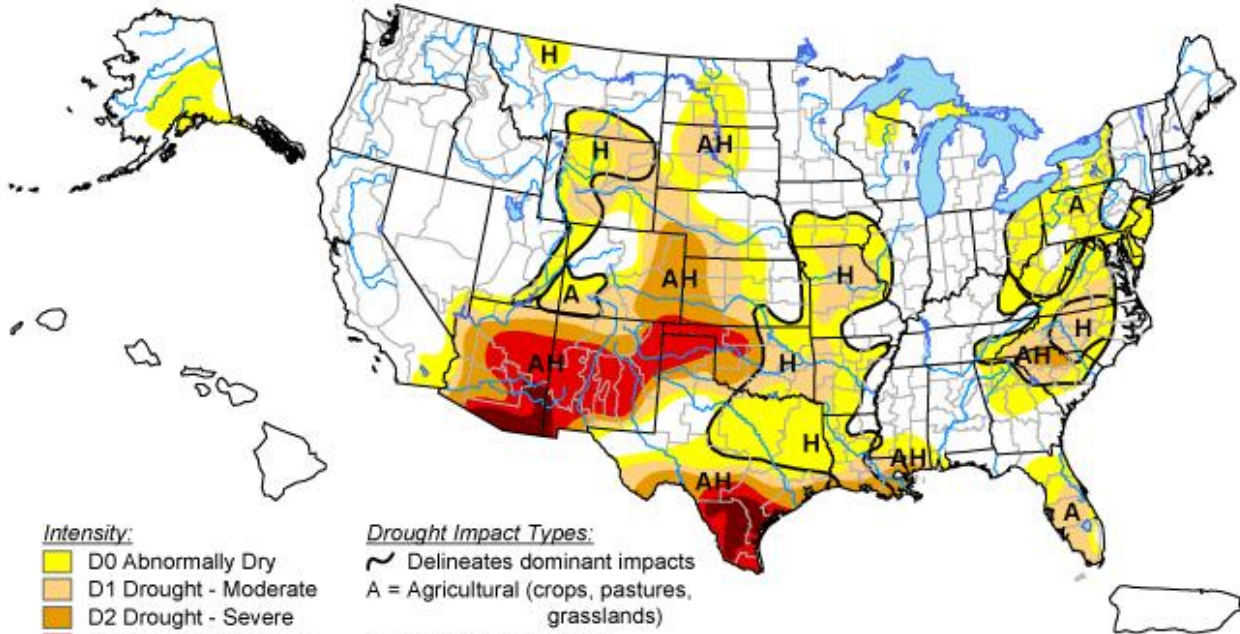 H
H
AH
A
H
AH
A
H
H
AH
AH
H
H
AH
AH
A
Intensity:
D0 Abnormally Dry
D1 Drought - Moderate
D2 Drought - Severe
Drought Impact Types:
Delineates dominant impacts
A = Agricultural (crops, pastures,
grasslands)